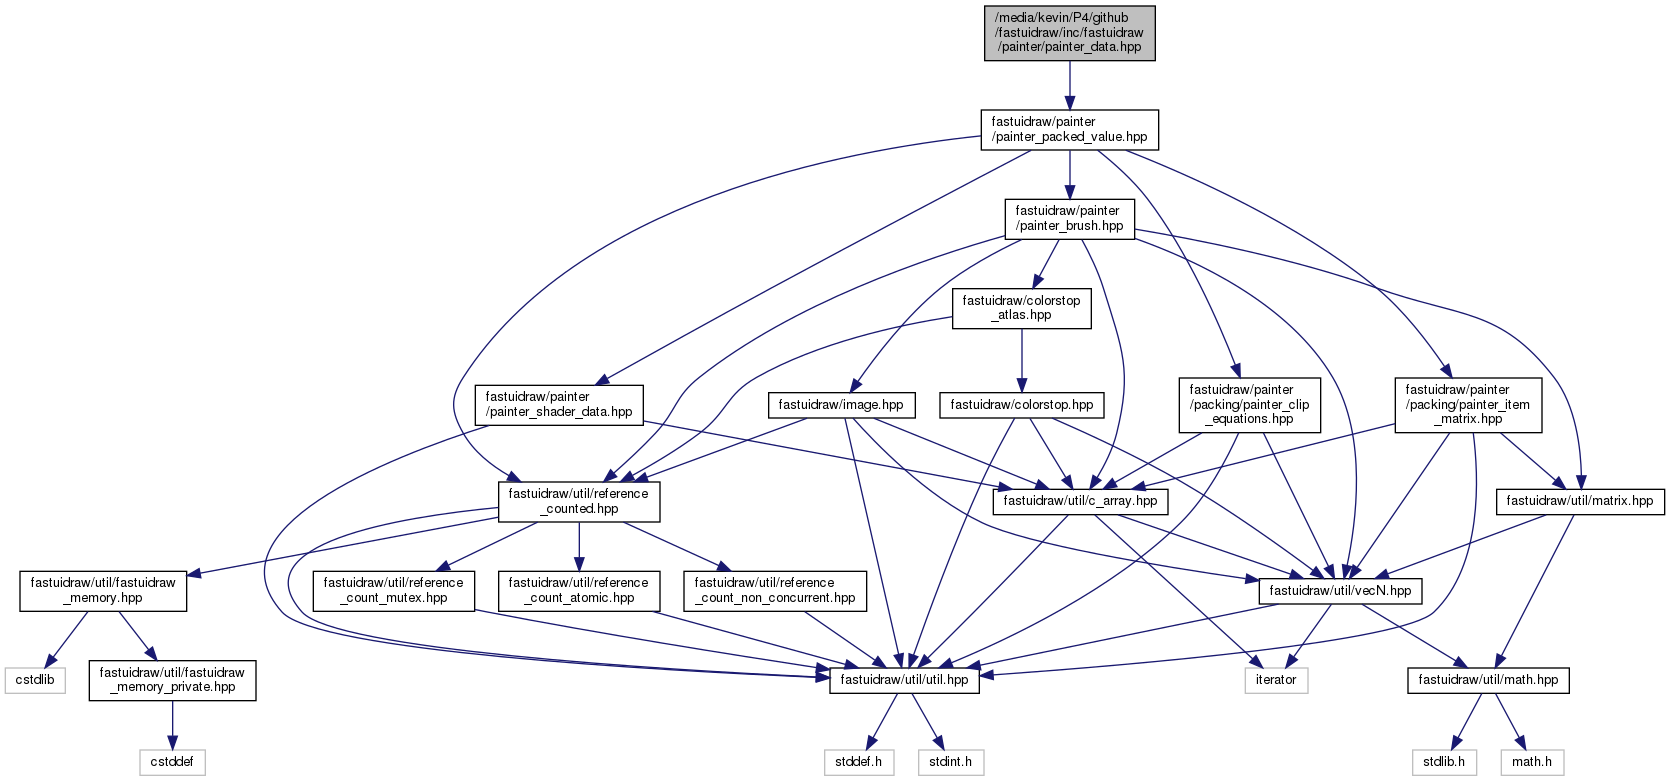 /media/kevin/P4/github
/fastuidraw/inc/fastuidraw
/painter/painter_data.hpp
fastuidraw/painter
/painter_packed_value.hpp
fastuidraw/painter
/painter_brush.hpp
fastuidraw/colorstop
_atlas.hpp
fastuidraw/painter
/painter_shader_data.hpp
fastuidraw/image.hpp
fastuidraw/colorstop.hpp
fastuidraw/painter
/packing/painter_clip
_equations.hpp
fastuidraw/painter
/packing/painter_item
_matrix.hpp
fastuidraw/util/reference
_counted.hpp
fastuidraw/util/c_array.hpp
fastuidraw/util/matrix.hpp
fastuidraw/util/fastuidraw
_memory.hpp
fastuidraw/util/reference
_count_mutex.hpp
fastuidraw/util/reference
_count_atomic.hpp
fastuidraw/util/reference
_count_non_concurrent.hpp
fastuidraw/util/vecN.hpp
cstdlib
fastuidraw/util/fastuidraw
_memory_private.hpp
fastuidraw/util/util.hpp
iterator
fastuidraw/util/math.hpp
cstddef
stddef.h
stdint.h
stdlib.h
math.h